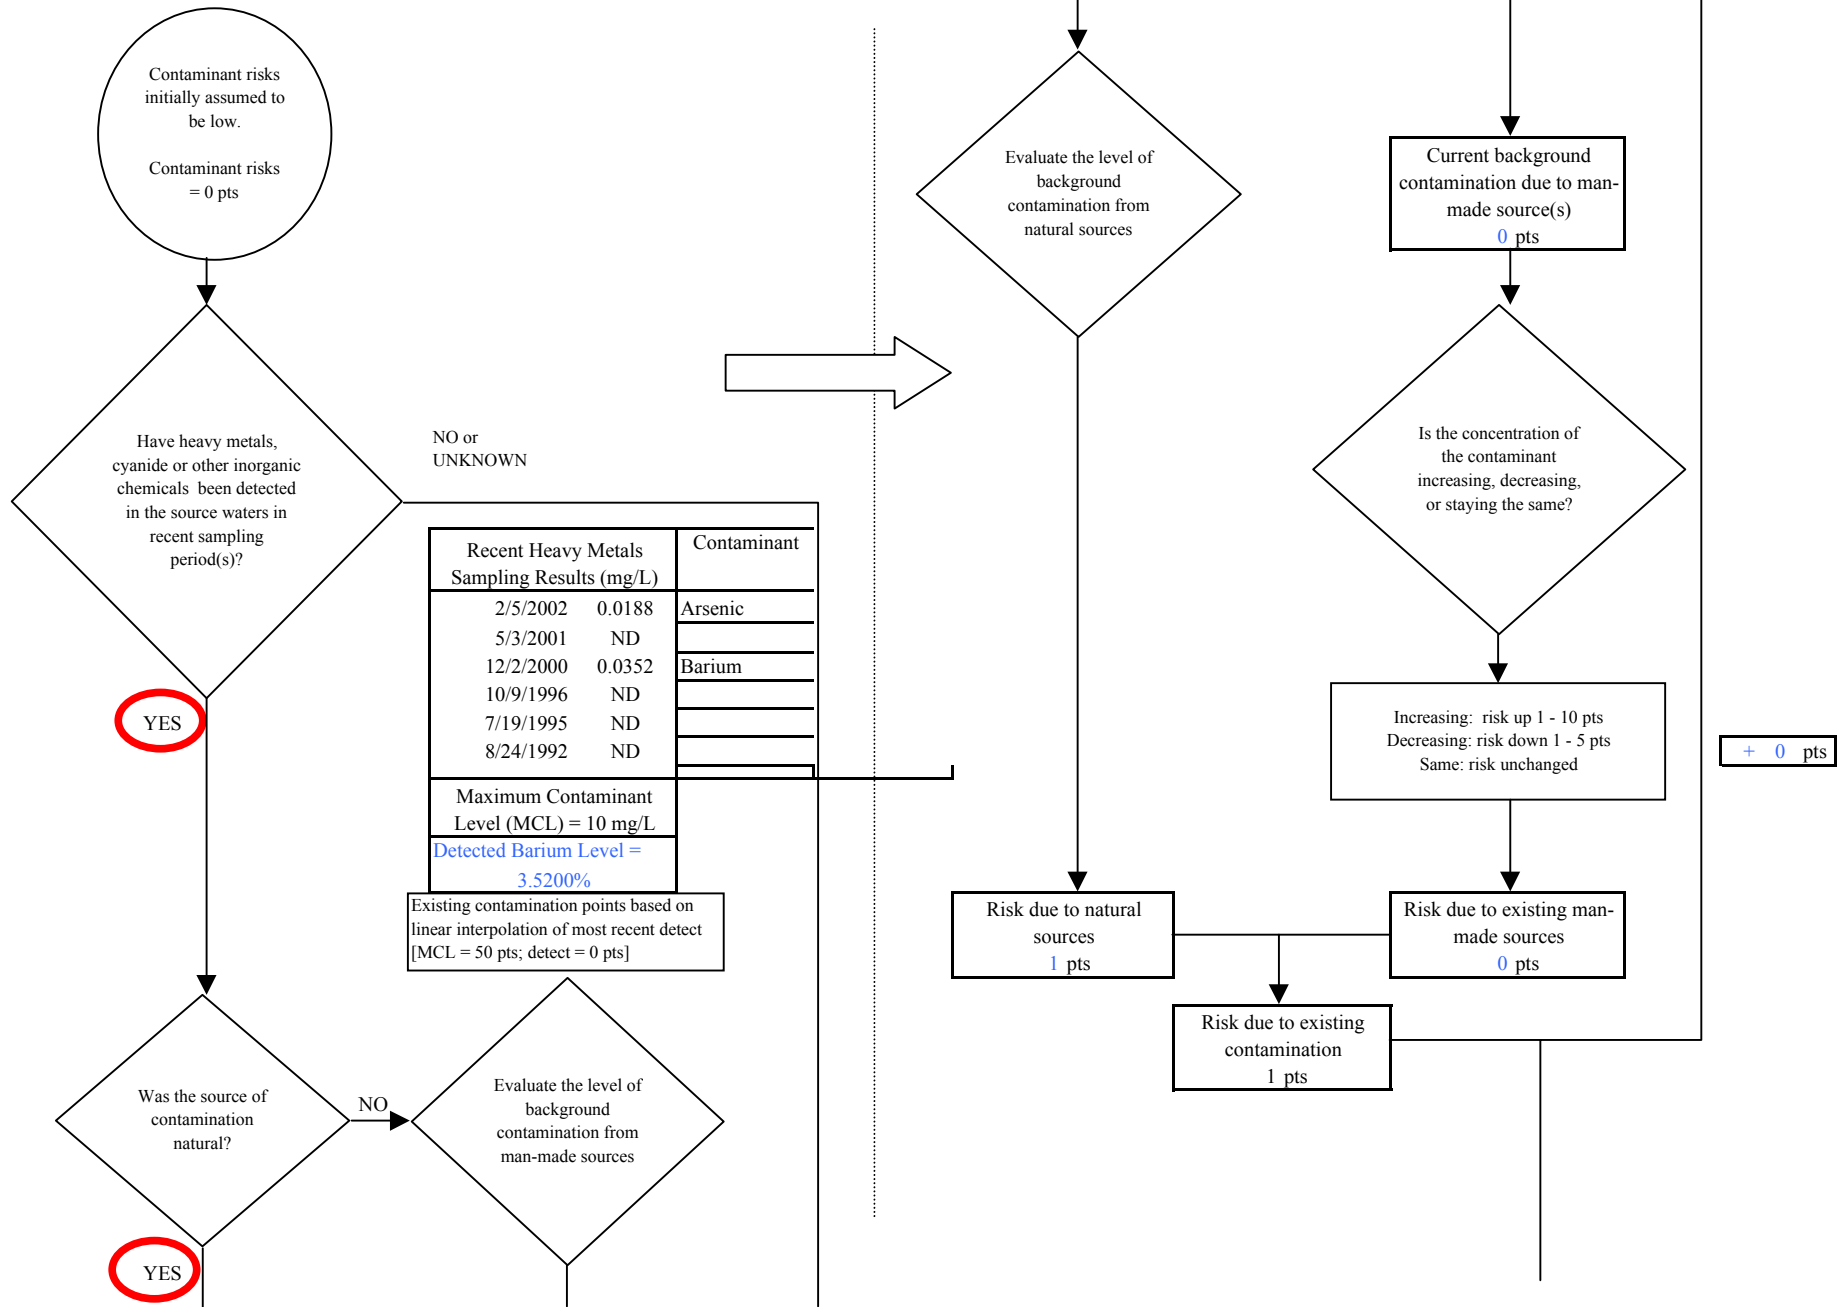 Contaminant risks
initially assumed to
be low.
Contaminant risks
= 0 pts
Have heavy metals,
cyanide or other inorganic
chemicals been detected
in the source waters in
recent sampling
period(s)?
NO or
UNKNOWN
YES
Recent Heavy Metals
Sampling Results (mg/L)
Contaminant
2/5/2002 0.0188 Arsenic
5/3/2001 ND
12/2/2000 0.0352 Barium
10/9/1996 ND
7/19/1995 ND
8/24/1992 ND
Maximum Contaminant
Level (MCL) = 10 mg/L
Detected Barium Level =
3.5200%
Existing contamination points based on
linear interpolation of most recent detect
[MCL = 50 pts; detect = 0 pts]
Was the source of
contamination
natural?
NO
YES
Evaluate the level of
background
contamination from
man-made sources
Evaluate the level of
background
contamination from
natural sources
Current background
contamination due to man-
made source(s)
0 pts
Is the concentration of
the contaminant
increasing, decreasing,
or staying the same?
Increasing: risk up 1 - 10 pts
Decreasing: risk down 1 - 5 pts
Same: risk unchanged
+ 0 pts
Risk due to natural
sources
1 pts
Risk due to existing man-
made sources
0 pts
Risk due to existing
contamination
1 pts